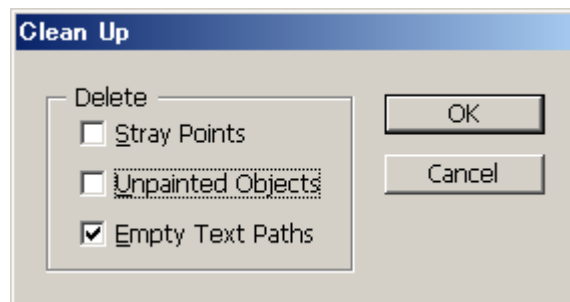 Clean Up
Delete
Stray Points
Unpainted Objects
Empty Text Paths
OK
Cancel